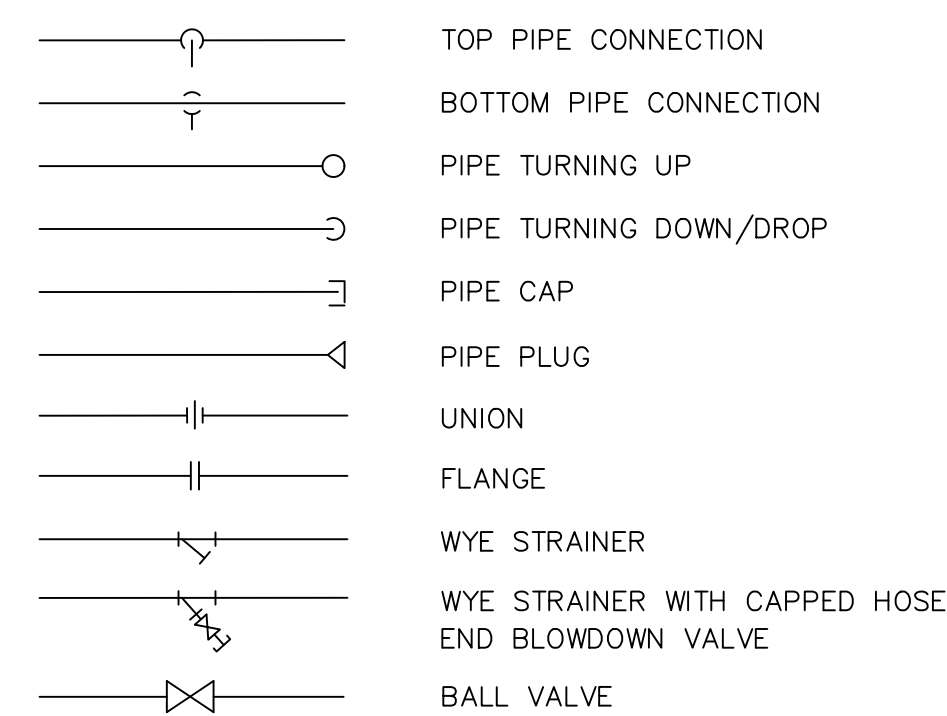 TOP PIPE CONNECTION
BOTTOM PIPE CONNECTION
PIPE TURNING UP
PIPE TURNING DOWN/DROP
PIPE CAP
PIPE PLUG
UNION
FLANGE
WYE STRAINER
WYE STRAINER WITH CAPPED HOSE
END BLOWDOWN VALVE
BALL VALVE